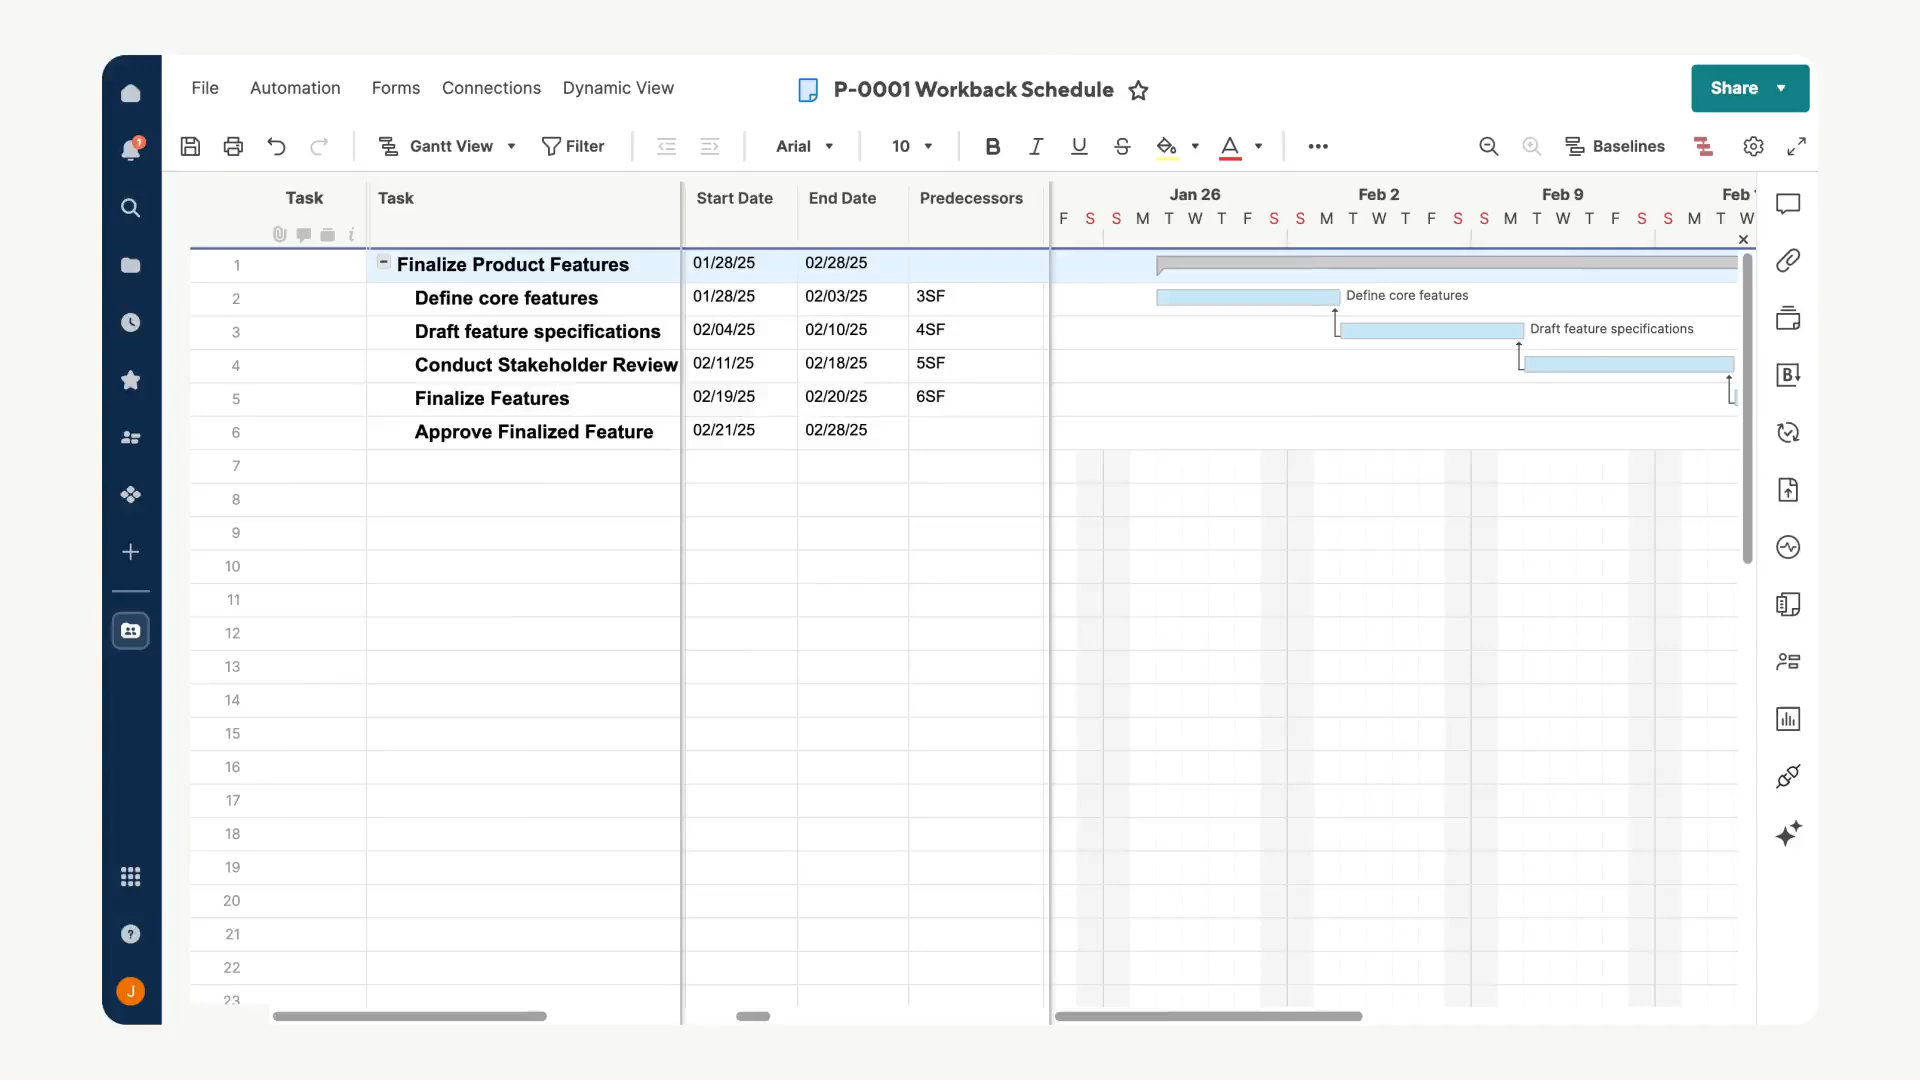 File Automation Forms Connections Dynamic View P-0001 Workback Schedule Share
1
Gantt View Filter Arial 10 B I U S A Baselines
Task Task Start Date End Date Predecessors Jan 26 Feb 2 Feb 9 Feb
F S S M T W T F S S M T W T F S S M T W T F S S M T W
1 Finalize Product Features 01/28/25 02/28/25
2 Define core features 01/28/25 02/03/25 3SF Define core features
3 Draft feature specifications 02/04/25 02/10/25 4SF Draft feature specifications
4 Conduct Stakeholder Review 02/11/25 02/18/25 5SF
5 Finalize Features 02/19/25 02/20/25 6SF
6 Approve Finalized Feature 02/21/25 02/28/25
7
8
9
10
11
12
13
14
15
16
17
18
19
20
21
22
23
J